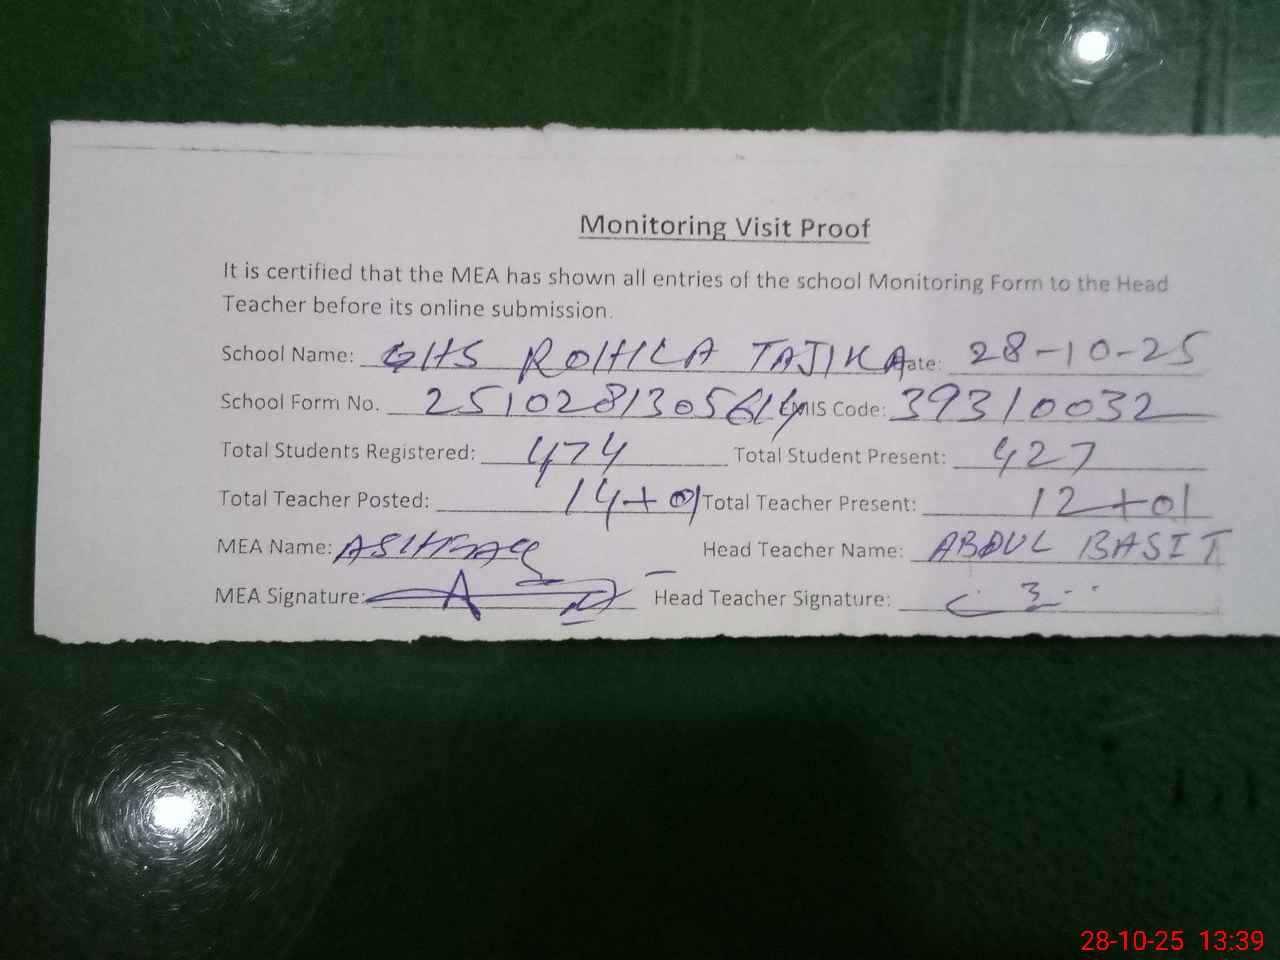 Monitoring Visit Proof
It is certified that the MEA has shown all entries of the school Monitoring Form to the Head
Teacher before its online submission.
School Name: GHS ROHILA TAJIKA Date: 28-10-25
School Form No. 2510281305614 EMIS Code: 39310032
Total Students Registered: 474 Total Student Present: 427
Total Teacher Posted: 14+01 Total Teacher Present: 12+01
MEA Name: ASHFAQ Head Teacher Name: ABDUL BASIT
MEA Signature: Head Teacher Signature:
28-10-25 13:39